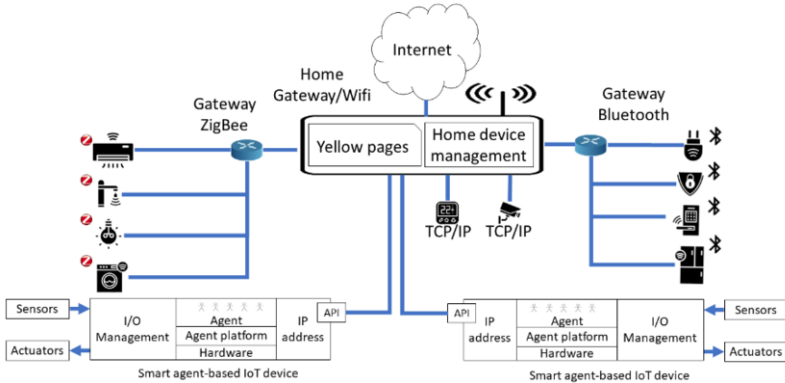 Internet
Home
Gateway/Wifi
Gateway
ZigBee
Gateway
Bluetooth
Yellow pages
Home device
management
Z
Z
Z
Z
22
TCP/IP
TCP/IP
Sensors
Actuators
I/O
Management
Agent
Agent platform
Hardware
IP
address
API
Smart agent-based IoT device
API
IP
address
Agent
Agent platform
Hardware
I/O
Management
Sensors
Actuators
Smart agent-based IoT device